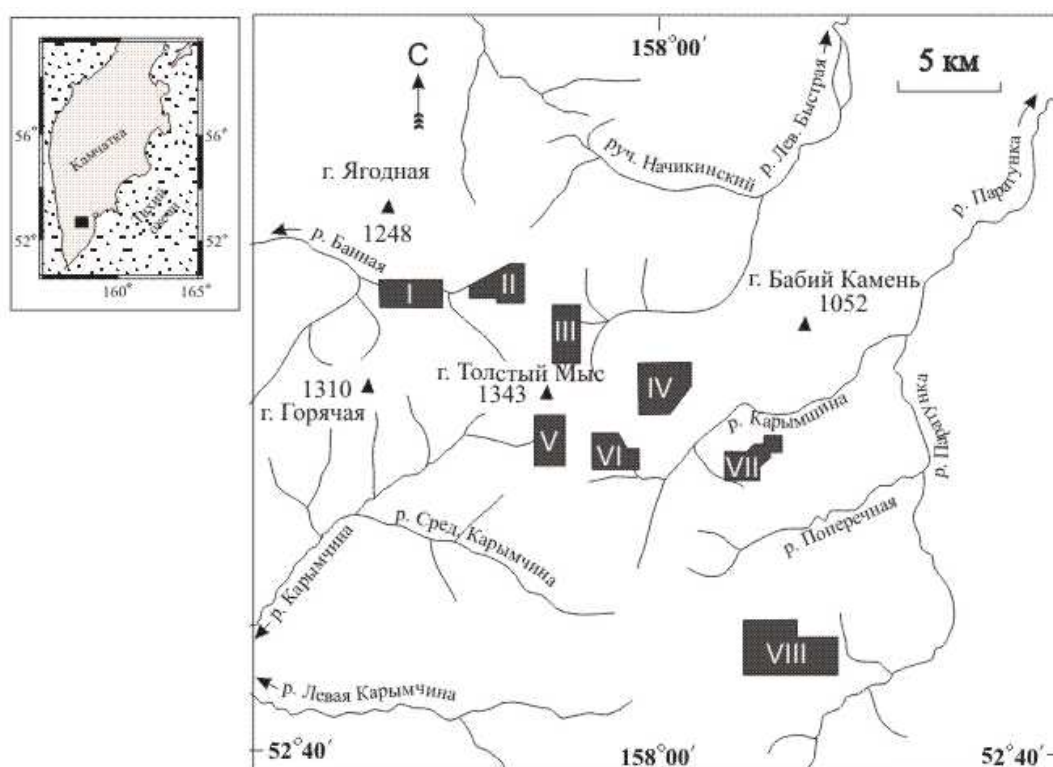 56°
56°
Камчатка
Тихий
океан
52°
52°
160°
165°
158°00′
5 км
С
р. Лев. Быстрая
руч. Начикинский
р. Паратунка
г. Ягодная
1248
р. Банная
I
II
III
г. Бабий Камень
1052
г. Толстый Мыс
1343
1310
г. Горячая
IV
V
VI
VII
р. Карымшина
р. Паратунка
р. Поперечная
р. Сред. Карымчина
р. Карымчина
VIII
р. Левая Карымчина
52°40′
158°00′
52°40′